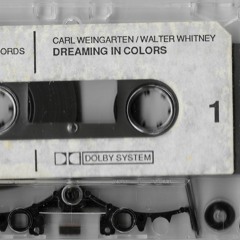 CARL WEINGARTEN / WALTER WHITNEY
ORDS DREAMING IN COLORS
1
DOLBY SYSTEM